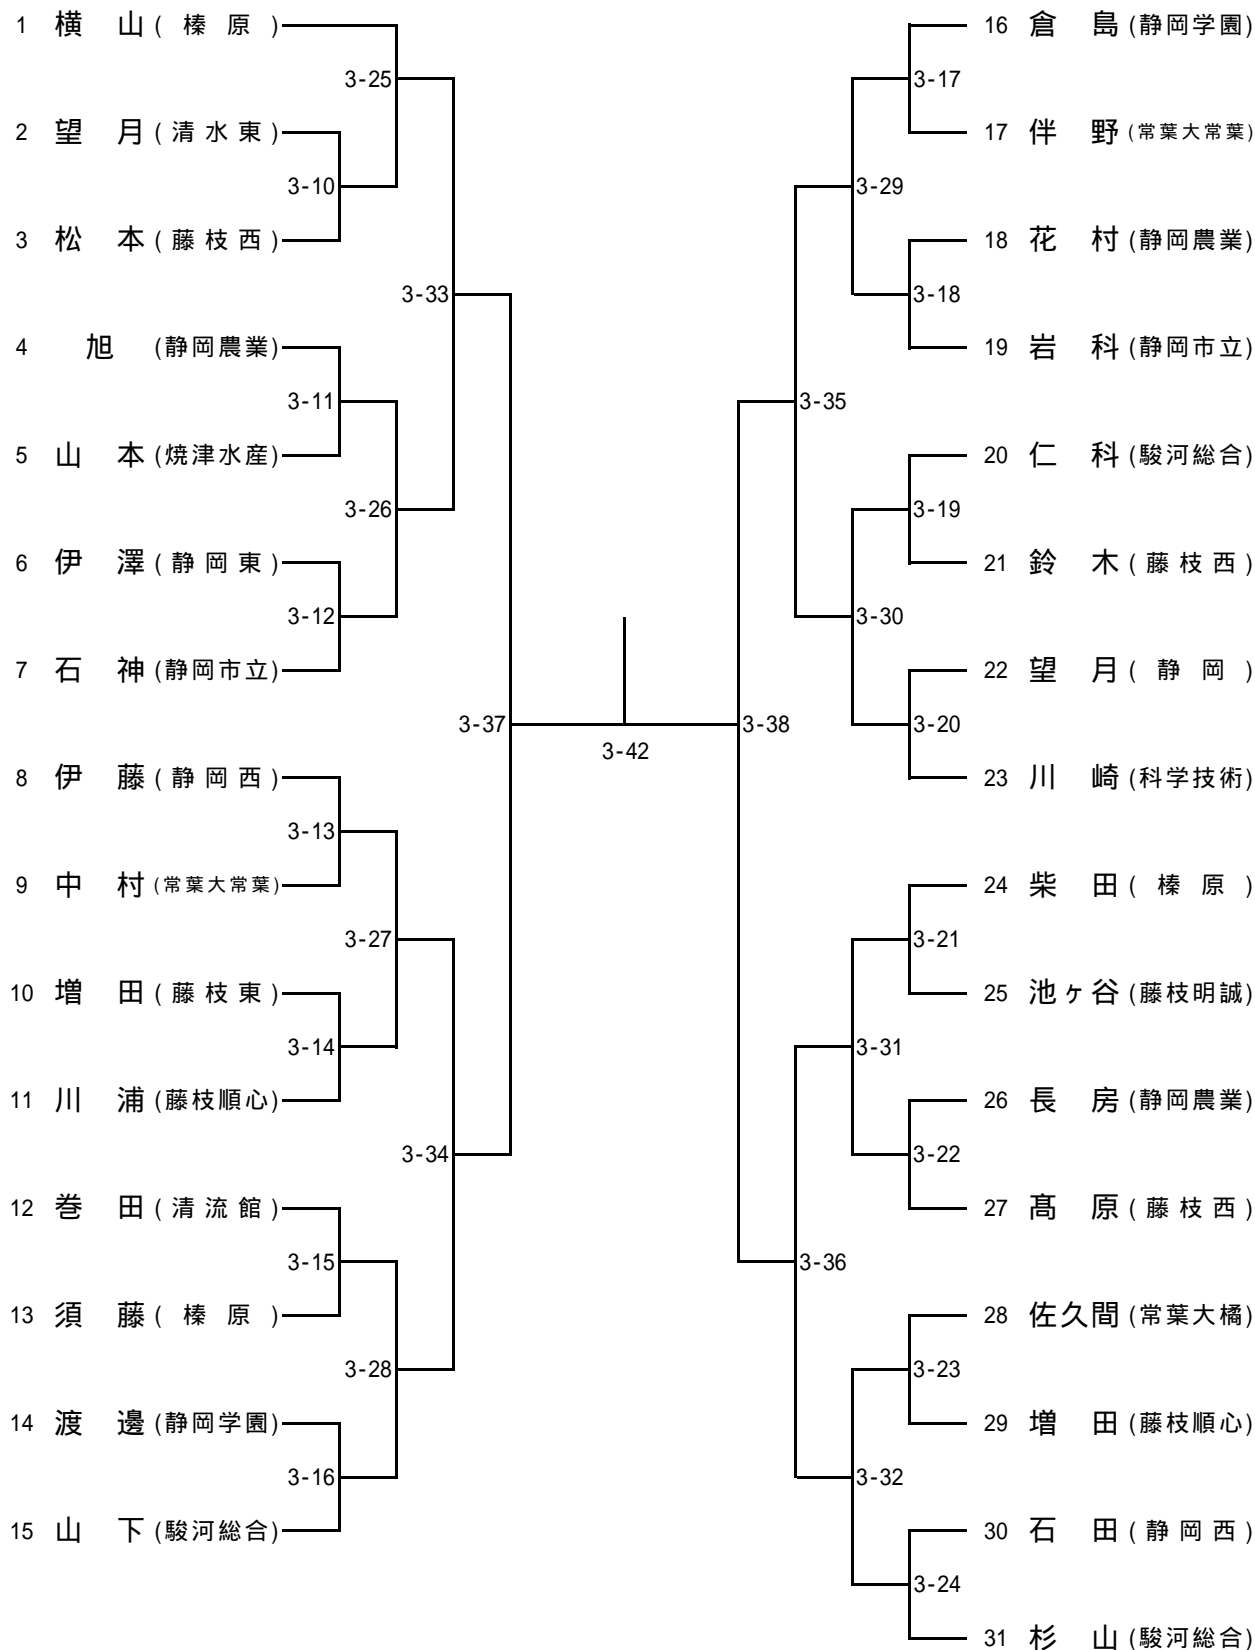 1 横山 (榛原)
3-25
2 望月 (清水東)
3-10
3 松本 (藤枝西)
3-33
4 旭 (静岡農業)
3-11
5 山本 (焼津水産)
3-26
6 伊澤 (静岡東)
3-12
7 石神 (静岡市立)
3-37
8 伊藤 (静岡西)
3-13
9 中村 (常葉大常葉)
3-27
10 増田 (藤枝東)
3-14
11 川浦 (藤枝順心)
3-34
12 巻田 (清流館)
3-15
13 須藤 (榛原)
3-28
14 渡邊 (静岡学園)
3-16
15 山下 (駿河総合)
3-42
16 倉島 (静岡学園)
3-17
17 伴野 (常葉大常葉)
3-29
18 花村 (静岡農業)
3-18
19 岩科 (静岡市立)
3-35
20 仁科 (駿河総合)
3-19
21 鈴木 (藤枝西)
3-30
22 望月 (静岡)
3-20
23 川崎 (科学技術)
3-38
24 柴田 (榛原)
3-21
25 池ヶ谷 (藤枝明誠)
3-31
26 長房 (静岡農業)
3-22
27 髙原 (藤枝西)
3-36
28 佐久間 (常葉大橘)
3-23
29 増田 (藤枝順心)
3-32
30 石田 (静岡西)
3-24
31 杉山 (駿河総合)